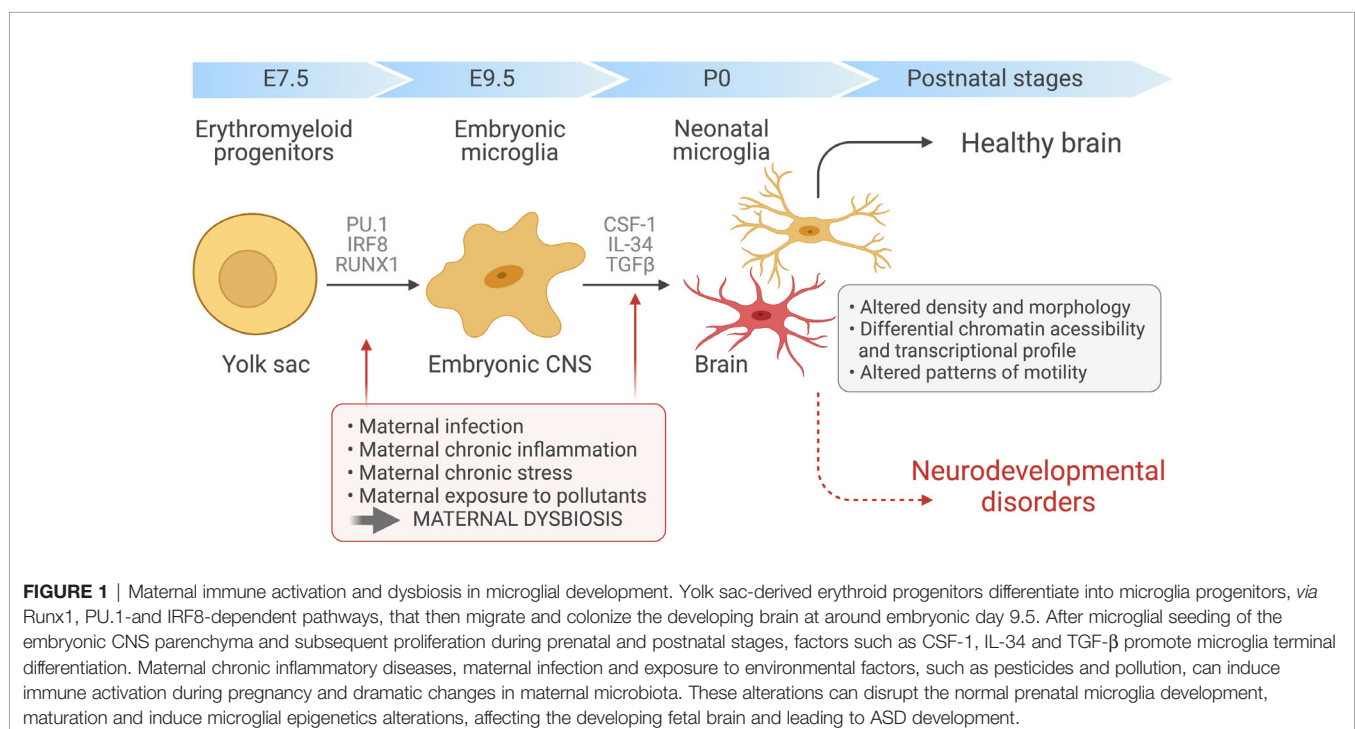 E7.5
E9.5
P0
Postnatal stages
Erythromyeloid
progenitors
Embryonic
microglia
Neonatal
microglia
Healthy brain
PU.1
IRF8
RUNX1
CSF-1
IL-34
TGFβ
Yolk sac
Embryonic CNS
Brain
• Altered density and morphology
• Differential chromatin acessibility
and transcriptional profile
• Altered patterns of motility
• Maternal infection
• Maternal chronic inflammation
• Maternal chronic stress
• Maternal exposure to pollutants
MATERNAL DYSBIOSIS
Neurodevelopmental
disorders
FIGURE 1 | Maternal immune activation and dysbiosis in microglial development. Yolk sac-derived erythroid progenitors differentiate into microglia progenitors, via
Runx1, PU.1-and IRF8-dependent pathways, that then migrate and colonize the developing brain at around embryonic day 9.5. After microglial seeding of the
embryonic CNS parenchyma and subsequent proliferation during prenatal and postnatal stages, factors such as CSF-1, IL-34 and TGF-β promote microglia terminal
differentiation. Maternal chronic inflammatory diseases, maternal infection and exposure to environmental factors, such as pesticides and pollution, can induce
immune activation during pregnancy and dramatic changes in maternal microbiota. These alterations can disrupt the normal prenatal microglia development,
maturation and induce microglial epigenetics alterations, affecting the developing fetal brain and leading to ASD development.